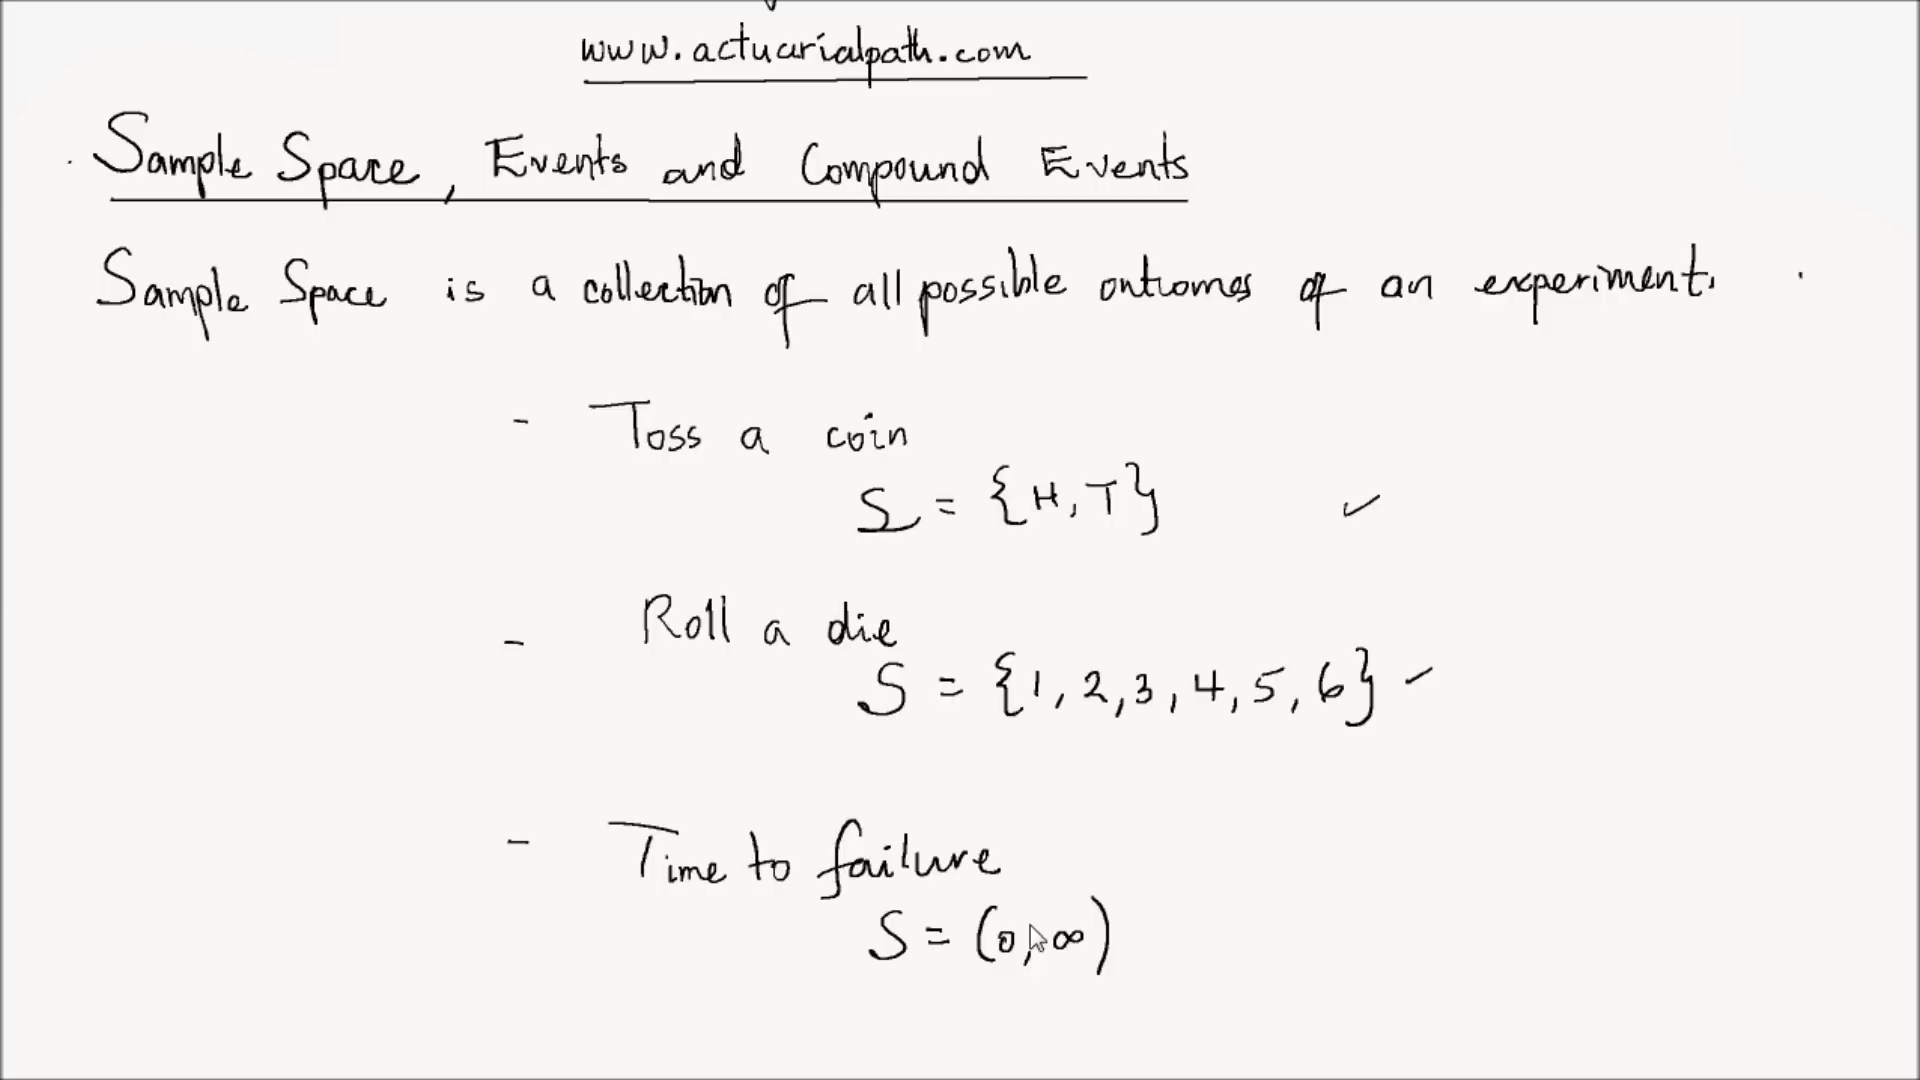 www.actuarialpath.com
Sample Space, Events and Compound Events
Sample Space is a collection of all possible outcomes of an experiment.
- Toss a coin
S = {H, T} ✓
- Roll a die
S = {1, 2, 3, 4, 5, 6} ✓
- Time to failure
S = (0, ∞)